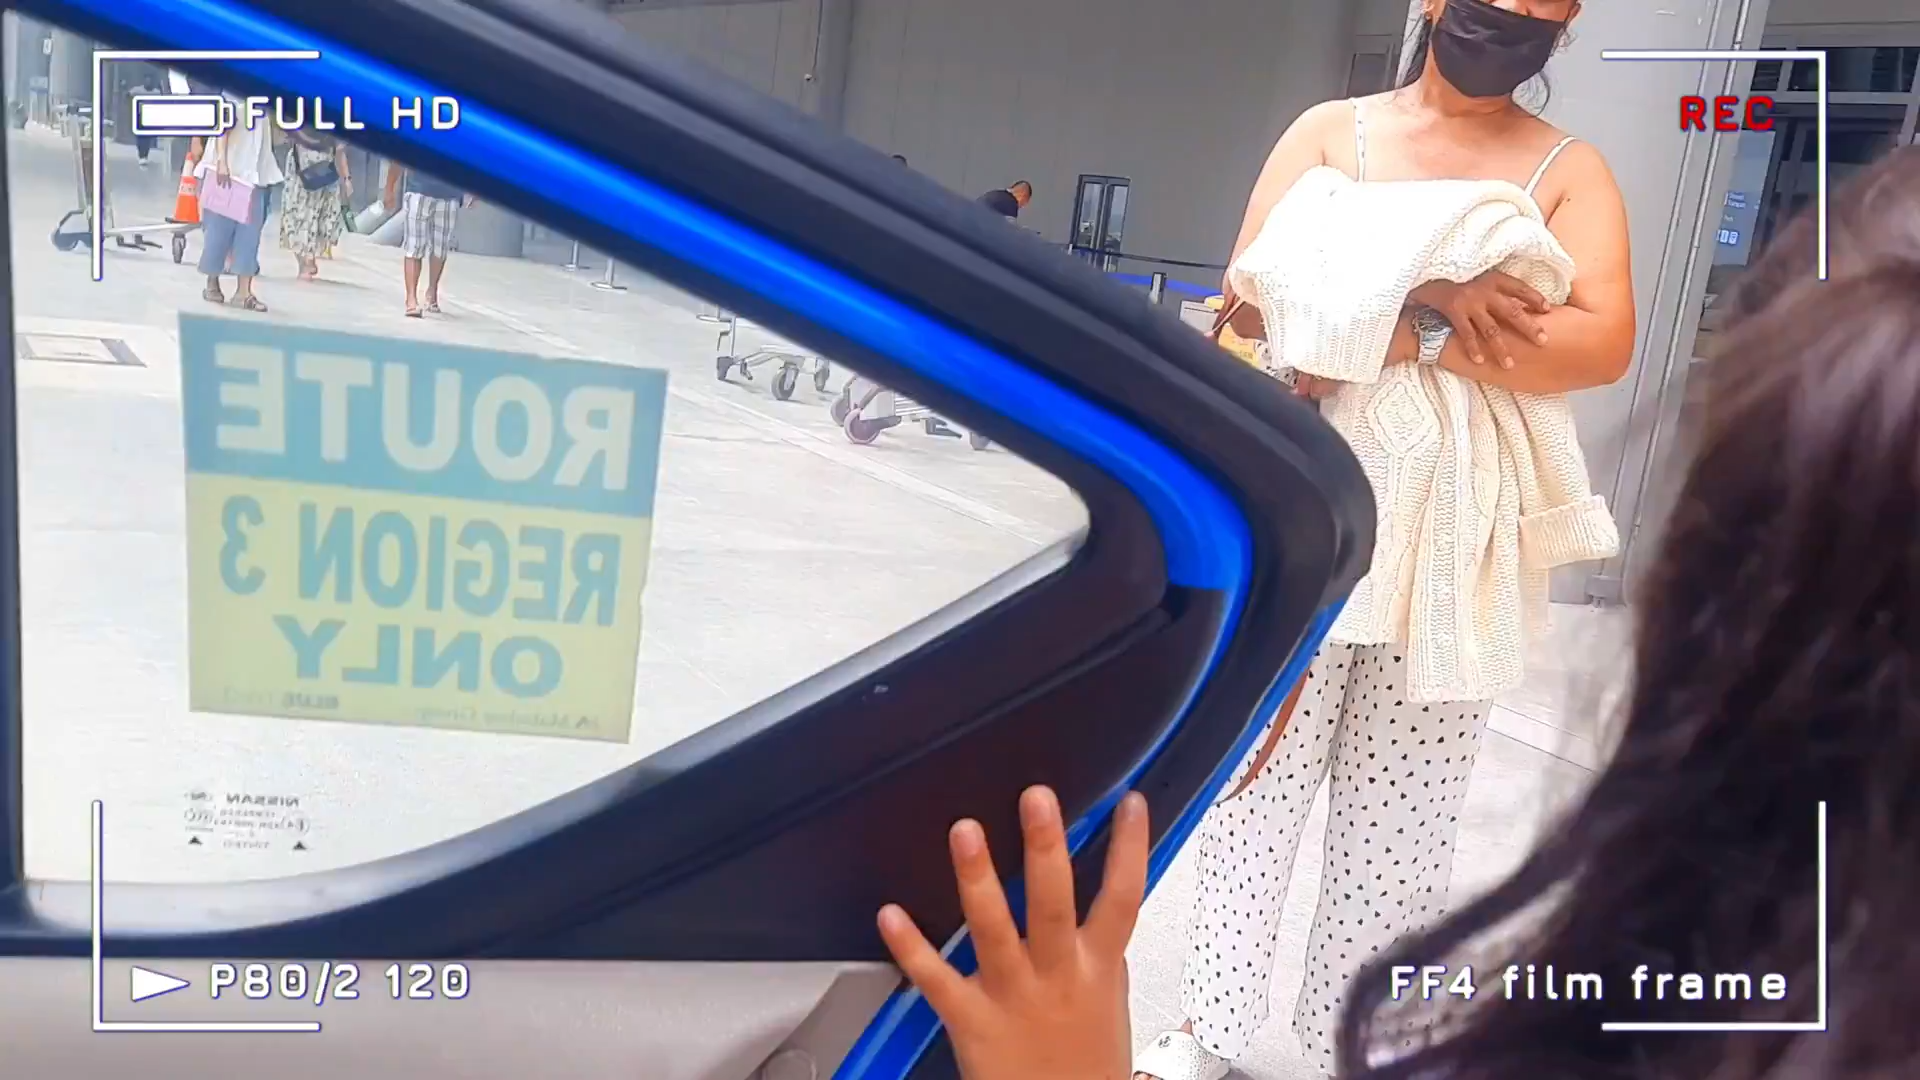 FULL HD
REC
ROUTE
REGION 3
ONLY
NISSAN
P80/2 120
FF4 film frame